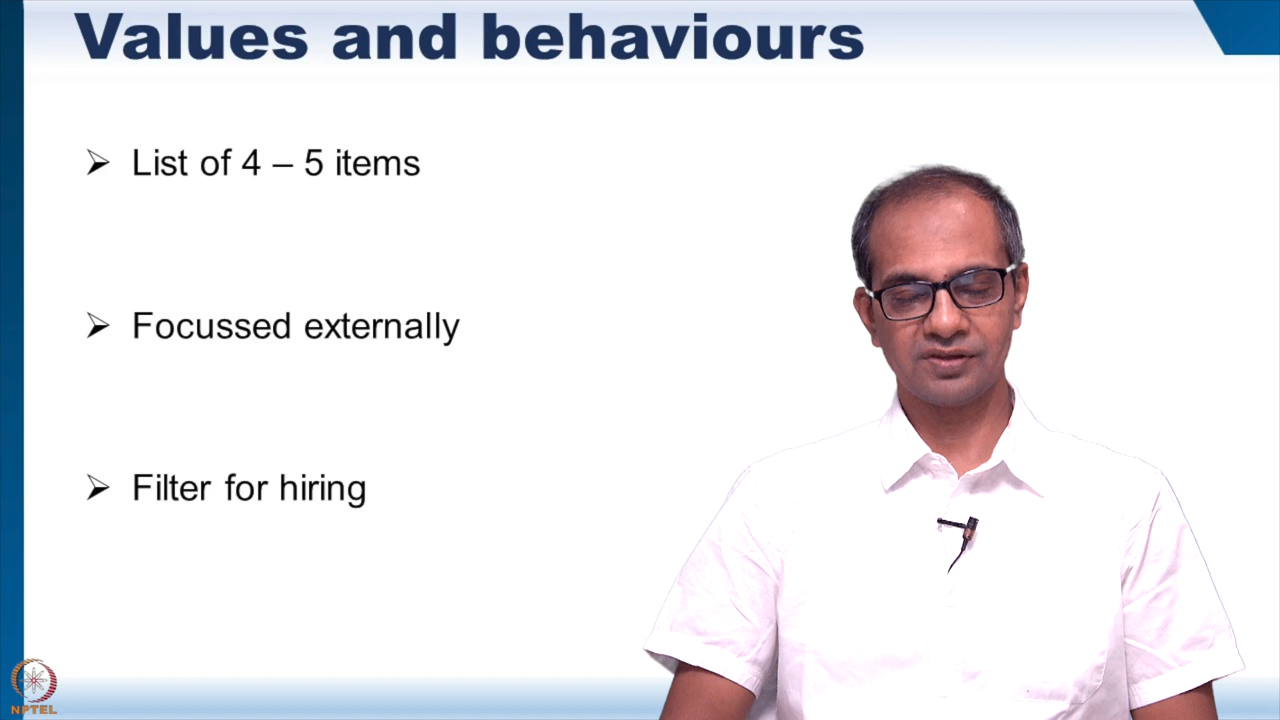 Values and behaviours
➢ List of 4 – 5 items
➢ Focussed externally
➢ Filter for hiring
NPTEL